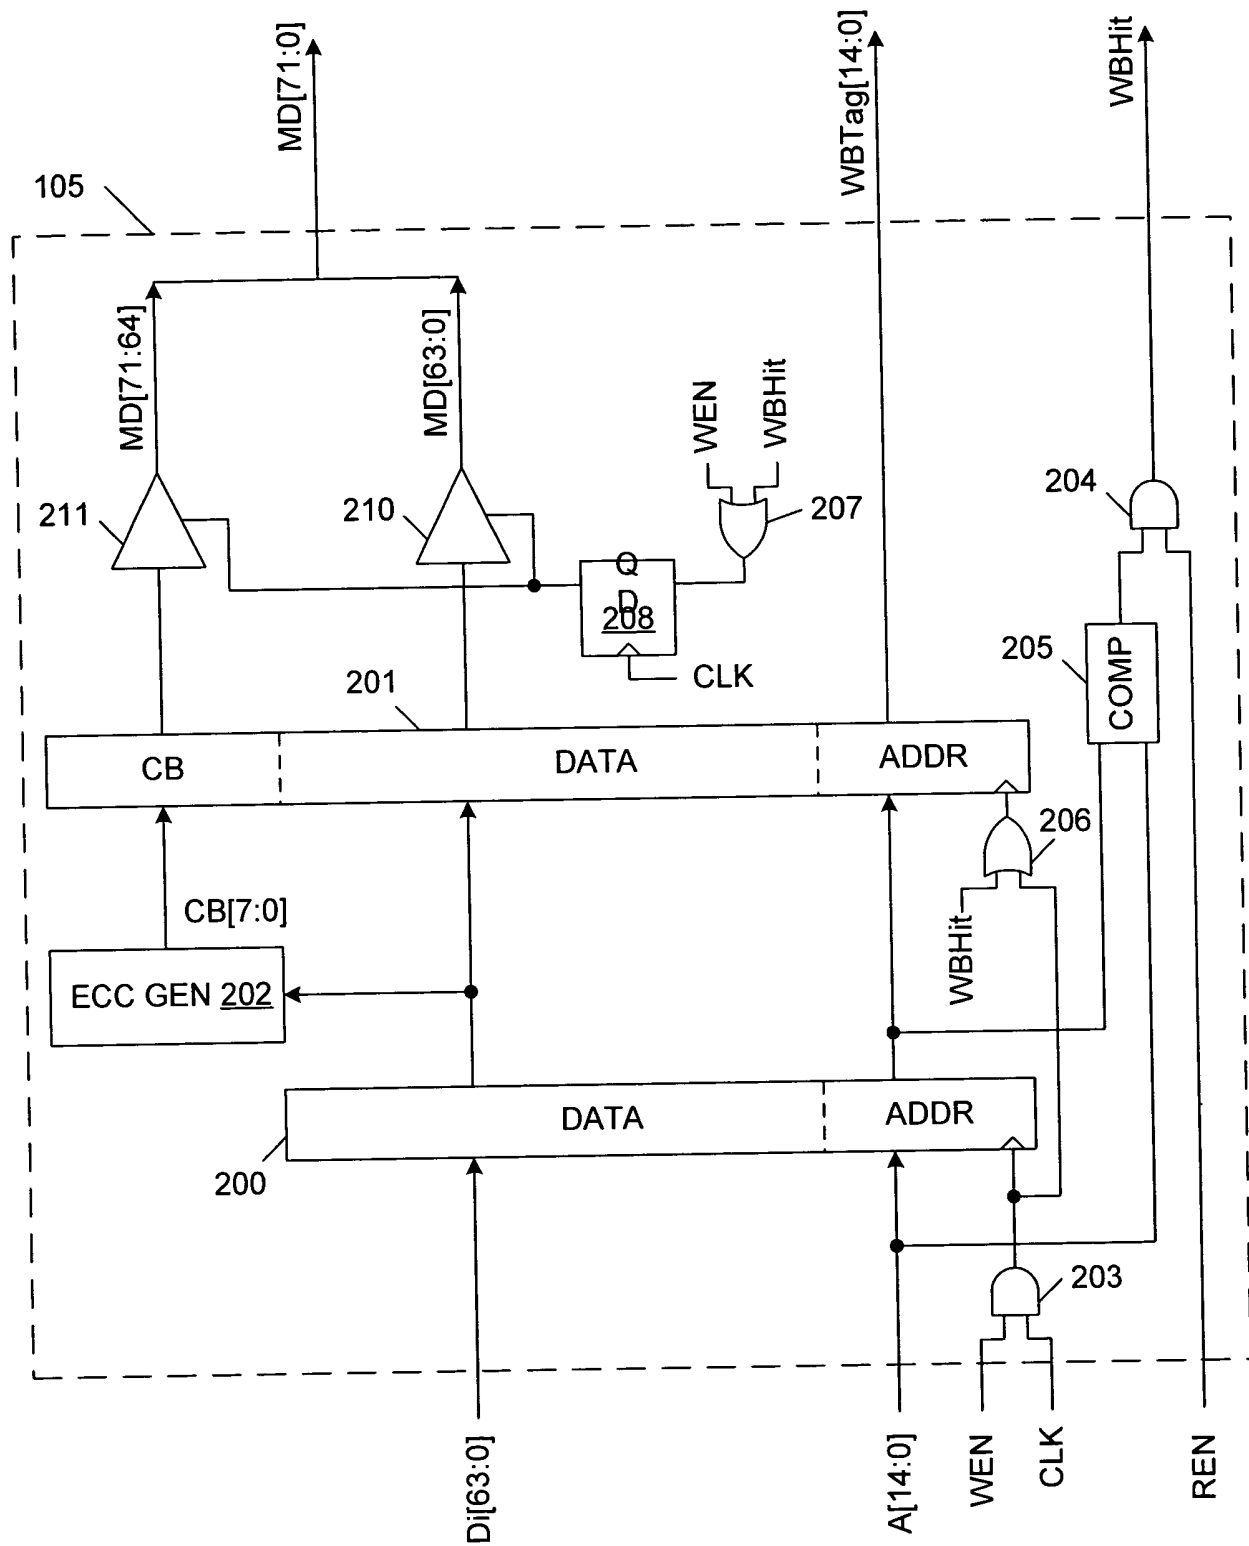 MD[71:0]
WBTag[14:0]
WBHit
105
MD[71:64]
MD[63:0]
WEN
WBHit
211
210
207
204
Q
D
208
CLK
201
205
COMP
CB
DATA
ADDR
206
CB[7:0]
WBHit
ECC GEN 202
DATA
ADDR
200
203
Di[63:0]
A[14:0]
WEN
CLK
REN